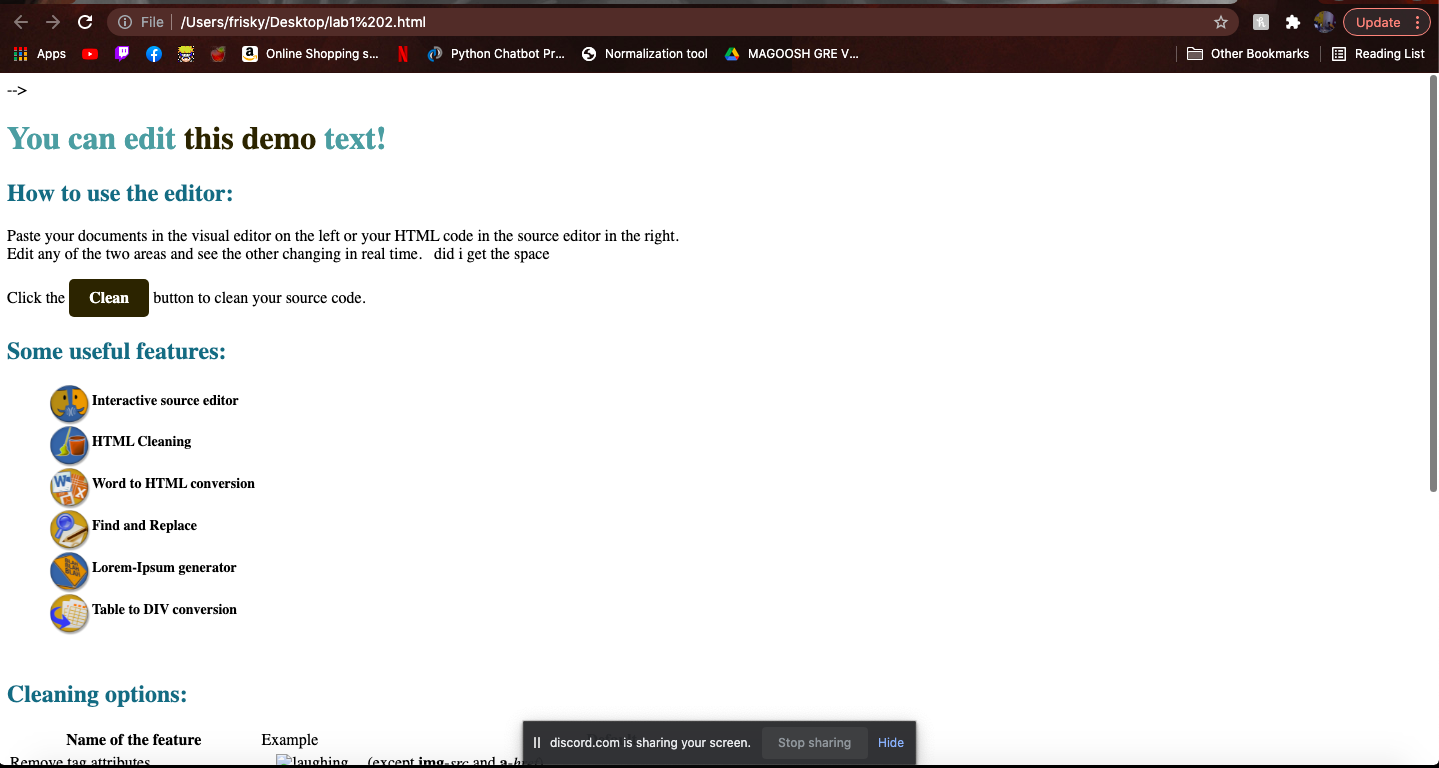 File | /Users/frisky/Desktop/lab1%202.html
Update
Apps
Online Shopping s...
Python Chatbot Pr...
Normalization tool
MAGOOSH GRE V...
Other Bookmarks
Reading List
-->
You can edit this demo text!
How to use the editor:
Paste your documents in the visual editor on the left or your HTML code in the source editor in the right.
Edit any of the two areas and see the other changing in real time. did i get the space
Click the Clean button to clean your source code.
Some useful features:
Interactive source editor
HTML Cleaning
Word to HTML conversion
Find and Replace
Lorem-Ipsum generator
Table to DIV conversion
Cleaning options:
Name of the feature Example
Remove tag attributes laughing (except img-src and a-href)
discord.com is sharing your screen. Stop sharing Hide